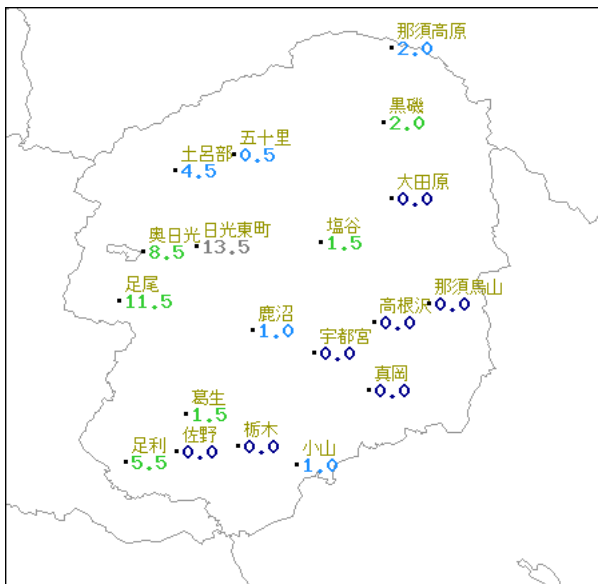 那須高原
2.0
黒磯
2.0
五十里
0.5
土呂部
4.5
大田原
0.0
日光東町
13.5
奥日光
8.5
塩谷
1.5
足尾
11.5
那須烏山
0.0
高根沢
0.0
鹿沼
1.0
宇都宮
0.0
真岡
0.0
葛生
1.5
栃木
0.0
佐野
0.0
足利
5.5
小山
1.0